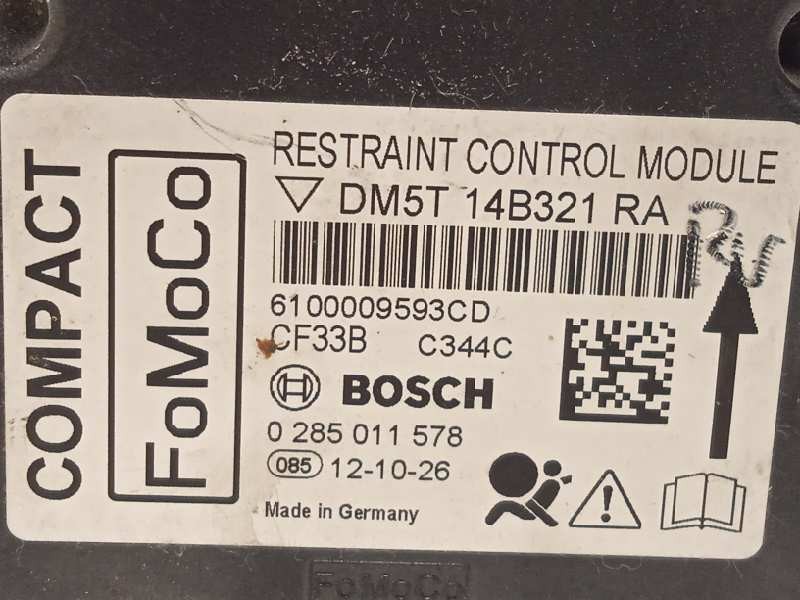 COMPACT
FoMoCo
RESTRAINT CONTROL MODULE
DM5T 14B321 RA
6100009593CD
CF33B C344C
BOSCH
0 285 011 578
085 12-10-26
Made in Germany
FoMoCo